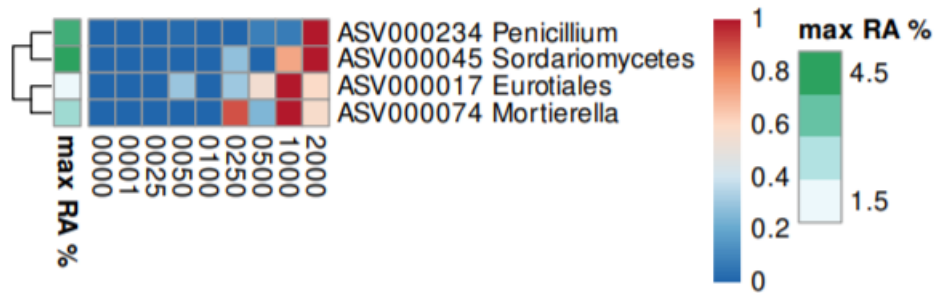 ASV000234 Penicillium
ASV000045 Sordariomycetes
ASV000017 Eurotiales
ASV000074 Mortierella
max RA %
0000
0001
0025
0050
0100
0250
0500
1000
2000
1
0.8
0.6
0.4
0.2
0
max RA %
4.5
1.5